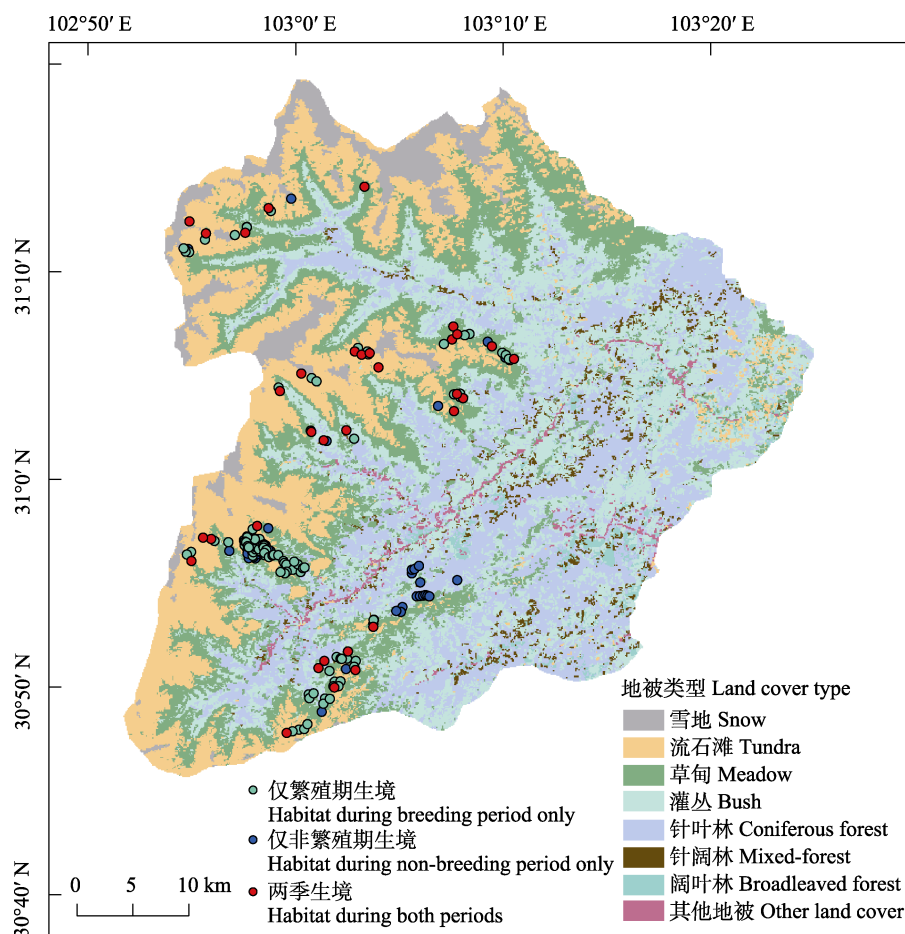 102°50′ E
103°0′ E
103°10′ E
103°20′ E
31°10′ N
31°0′ N
30°50′ N
30°40′ N
地被类型 Land cover type
雪地 Snow
流石滩 Tundra
草甸 Meadow
灌丛 Bush
针叶林 Coniferous forest
针阔林 Mixed-forest
阔叶林 Broadleaved forest
其他地被 Other land cover
仅繁殖期生境
Habitat during breeding period only
仅非繁殖期生境
Habitat during non-breeding period only
两季生境
Habitat during both periods
0 5 10 km